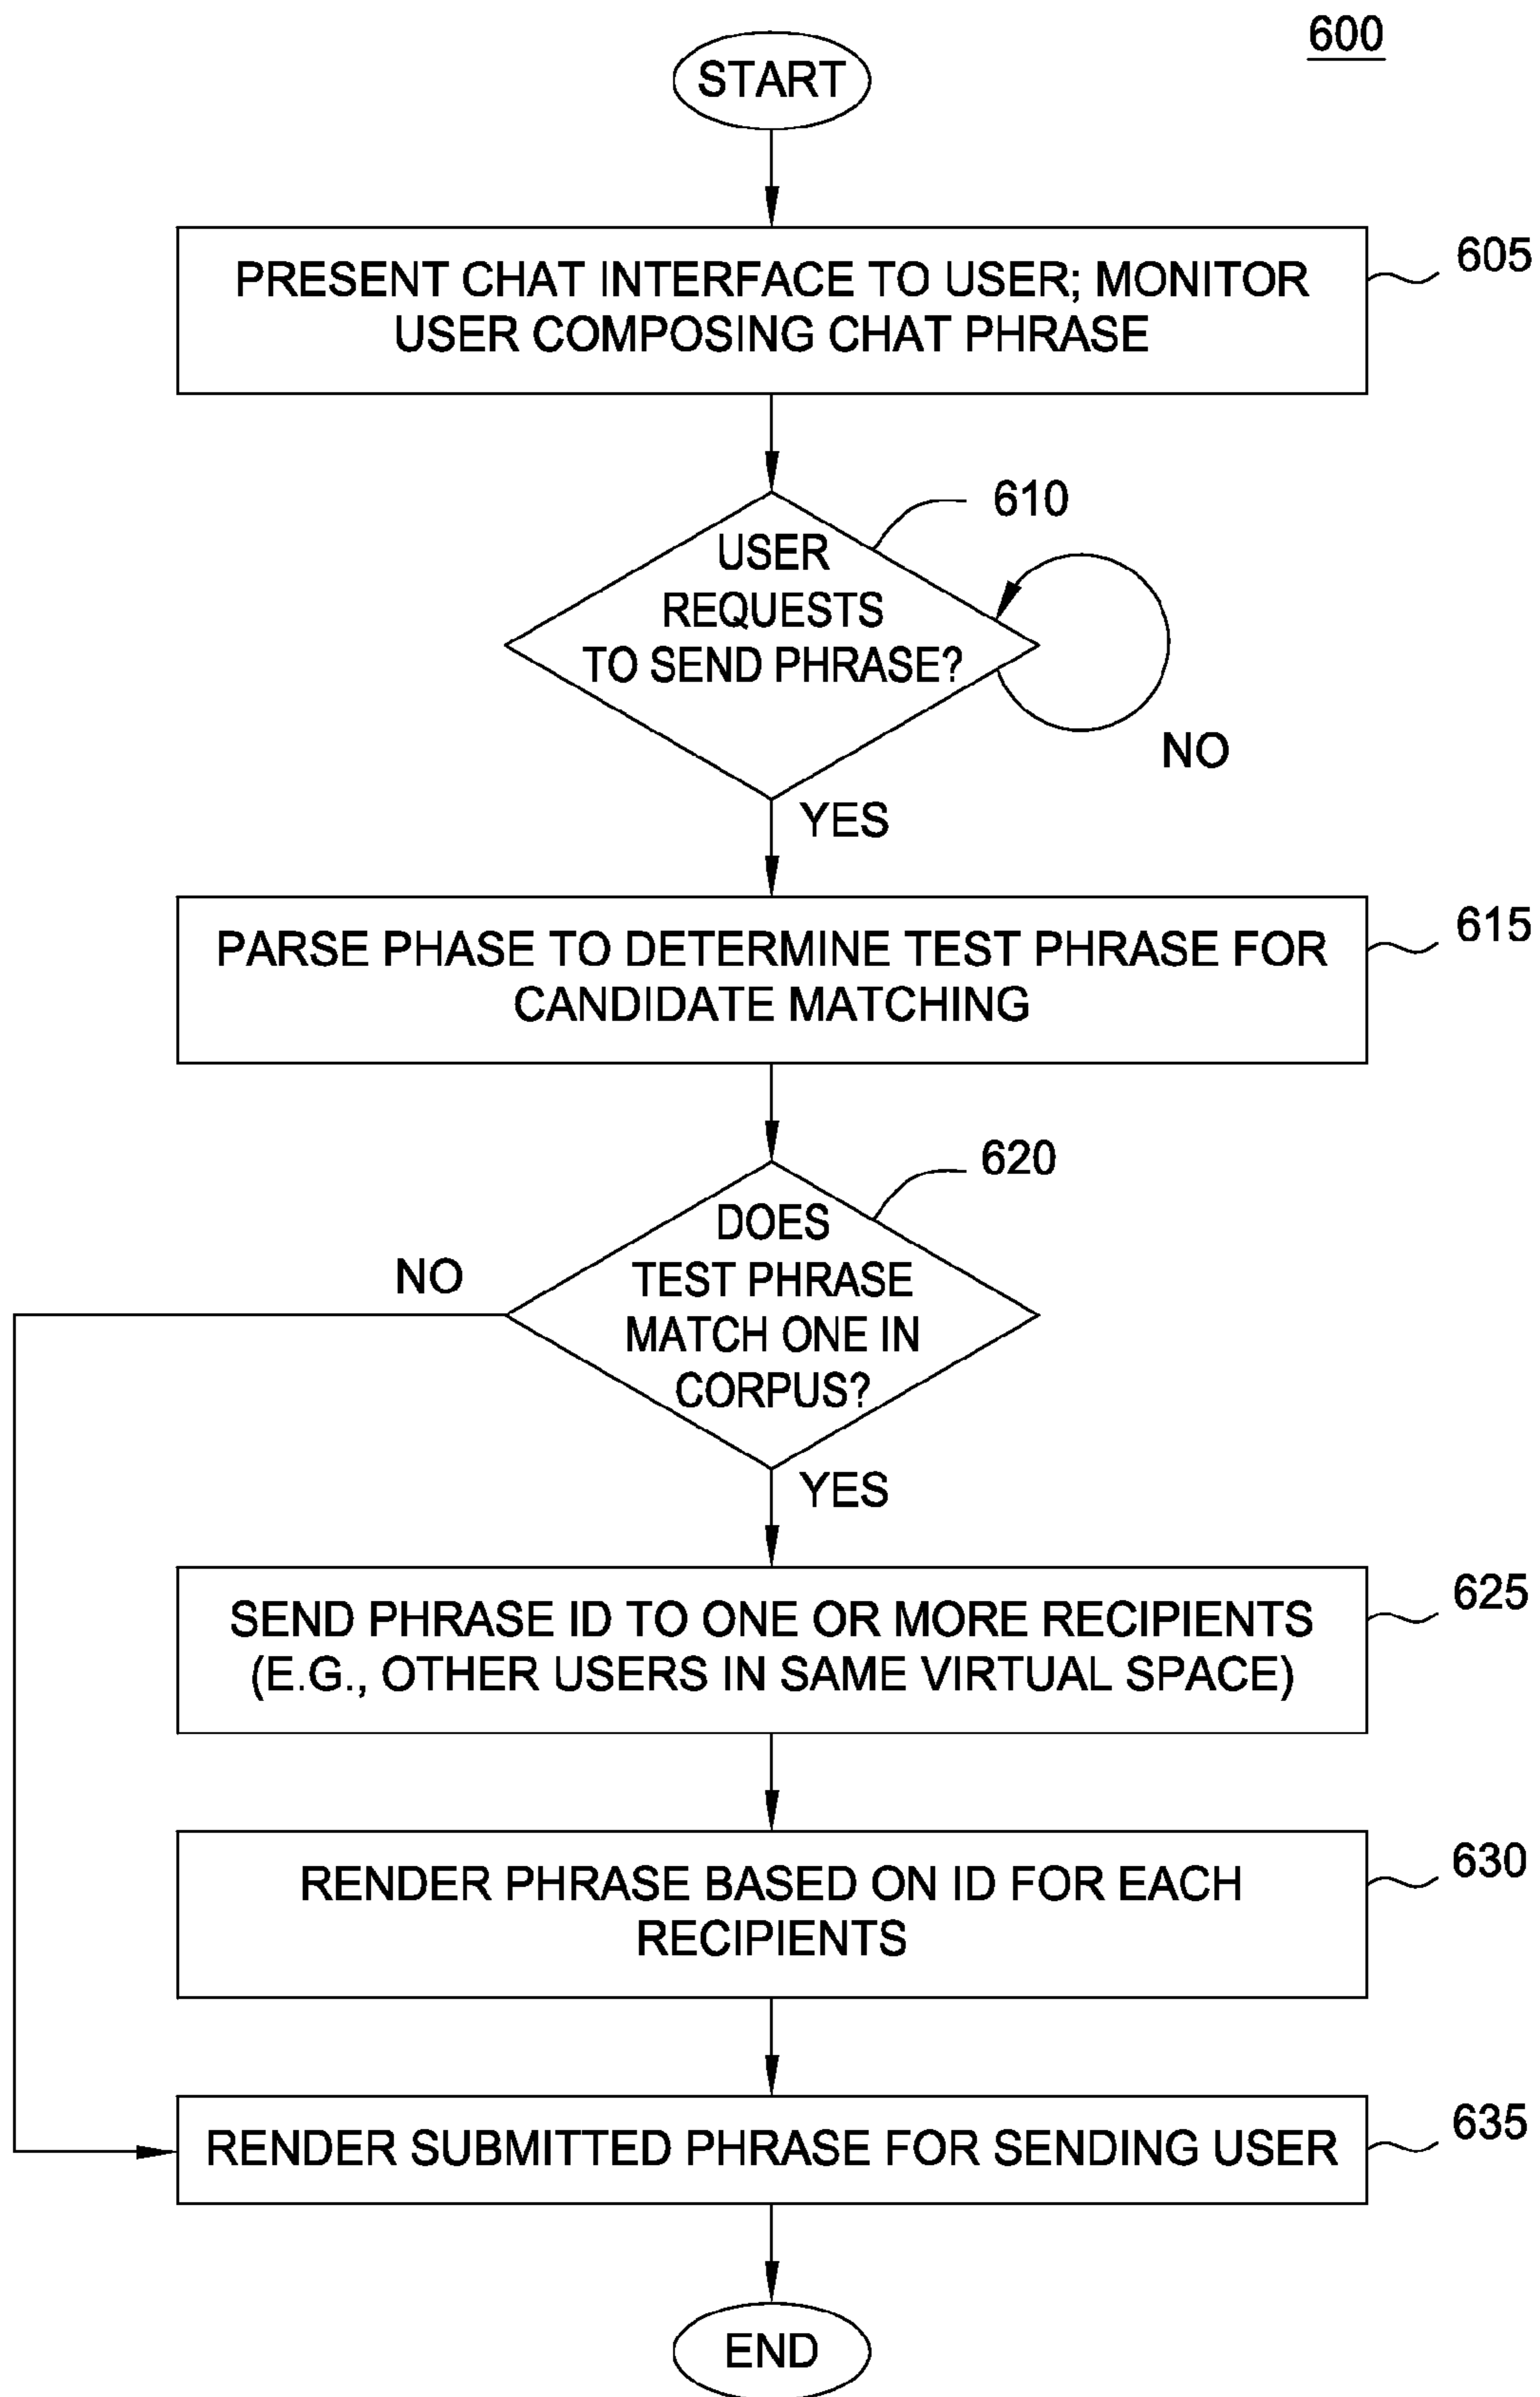 600
START
PRESENT CHAT INTERFACE TO USER; MONITOR
USER COMPOSING CHAT PHRASE
605
610
USER
REQUESTS
TO SEND PHRASE?
NO
YES
PARSE PHASE TO DETERMINE TEST PHRASE FOR
CANDIDATE MATCHING
615
620
DOES
TEST PHRASE
MATCH ONE IN
CORPUS?
NO
YES
SEND PHRASE ID TO ONE OR MORE RECIPIENTS
(E.G., OTHER USERS IN SAME VIRTUAL SPACE)
625
RENDER PHRASE BASED ON ID FOR EACH
RECIPIENTS
630
RENDER SUBMITTED PHRASE FOR SENDING USER
635
END